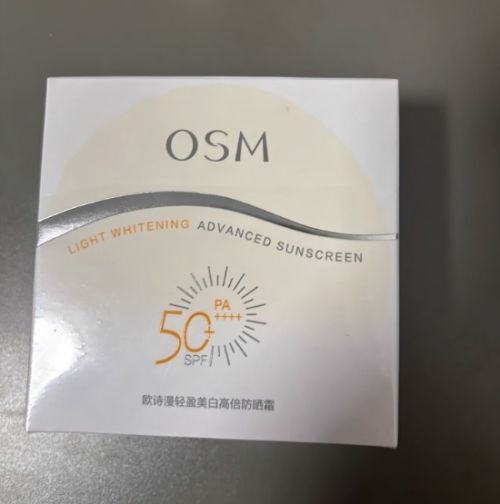 OSM
LIGHT WHITENING ADVANCED SUNSCREEN
PA
50+ ++++
SPF
欧诗漫轻盈美白高倍防晒霜